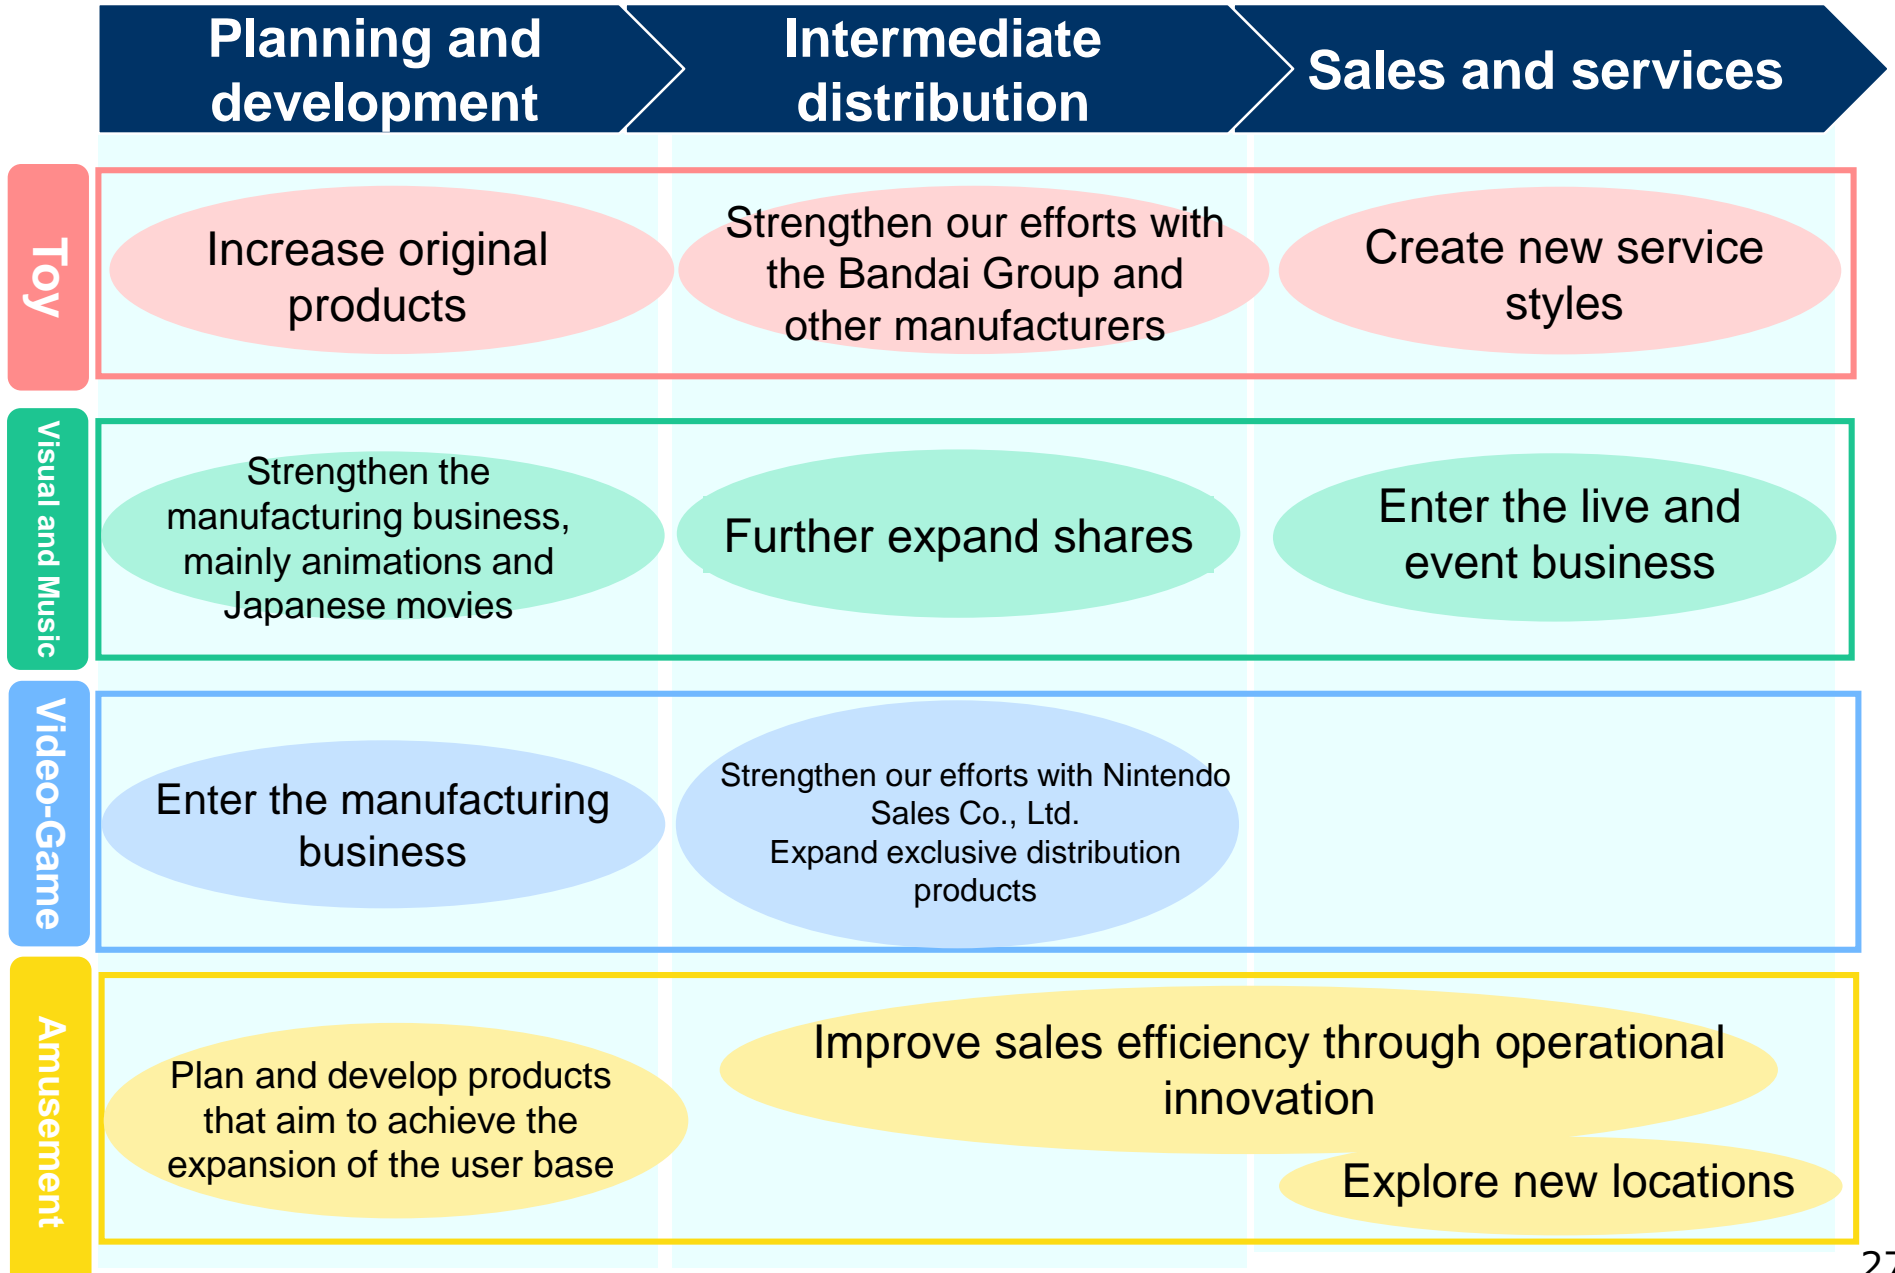 Planning and
development
Intermediate
distribution
Sales and services
Toy
Increase original
products
Strengthen our efforts with
the Bandai Group and
other manufacturers
Create new service
styles
Visual and Music
Strengthen the
manufacturing business,
mainly animations and
Japanese movies
Further expand shares
Enter the live and
event business
Video-Game
Enter the manufacturing
business
Strengthen our efforts with Nintendo
Sales Co., Ltd.
Expand exclusive distribution
products
Amusement
Plan and develop products
that aim to achieve the
expansion of the user base
Improve sales efficiency through operational
innovation
Explore new locations
27